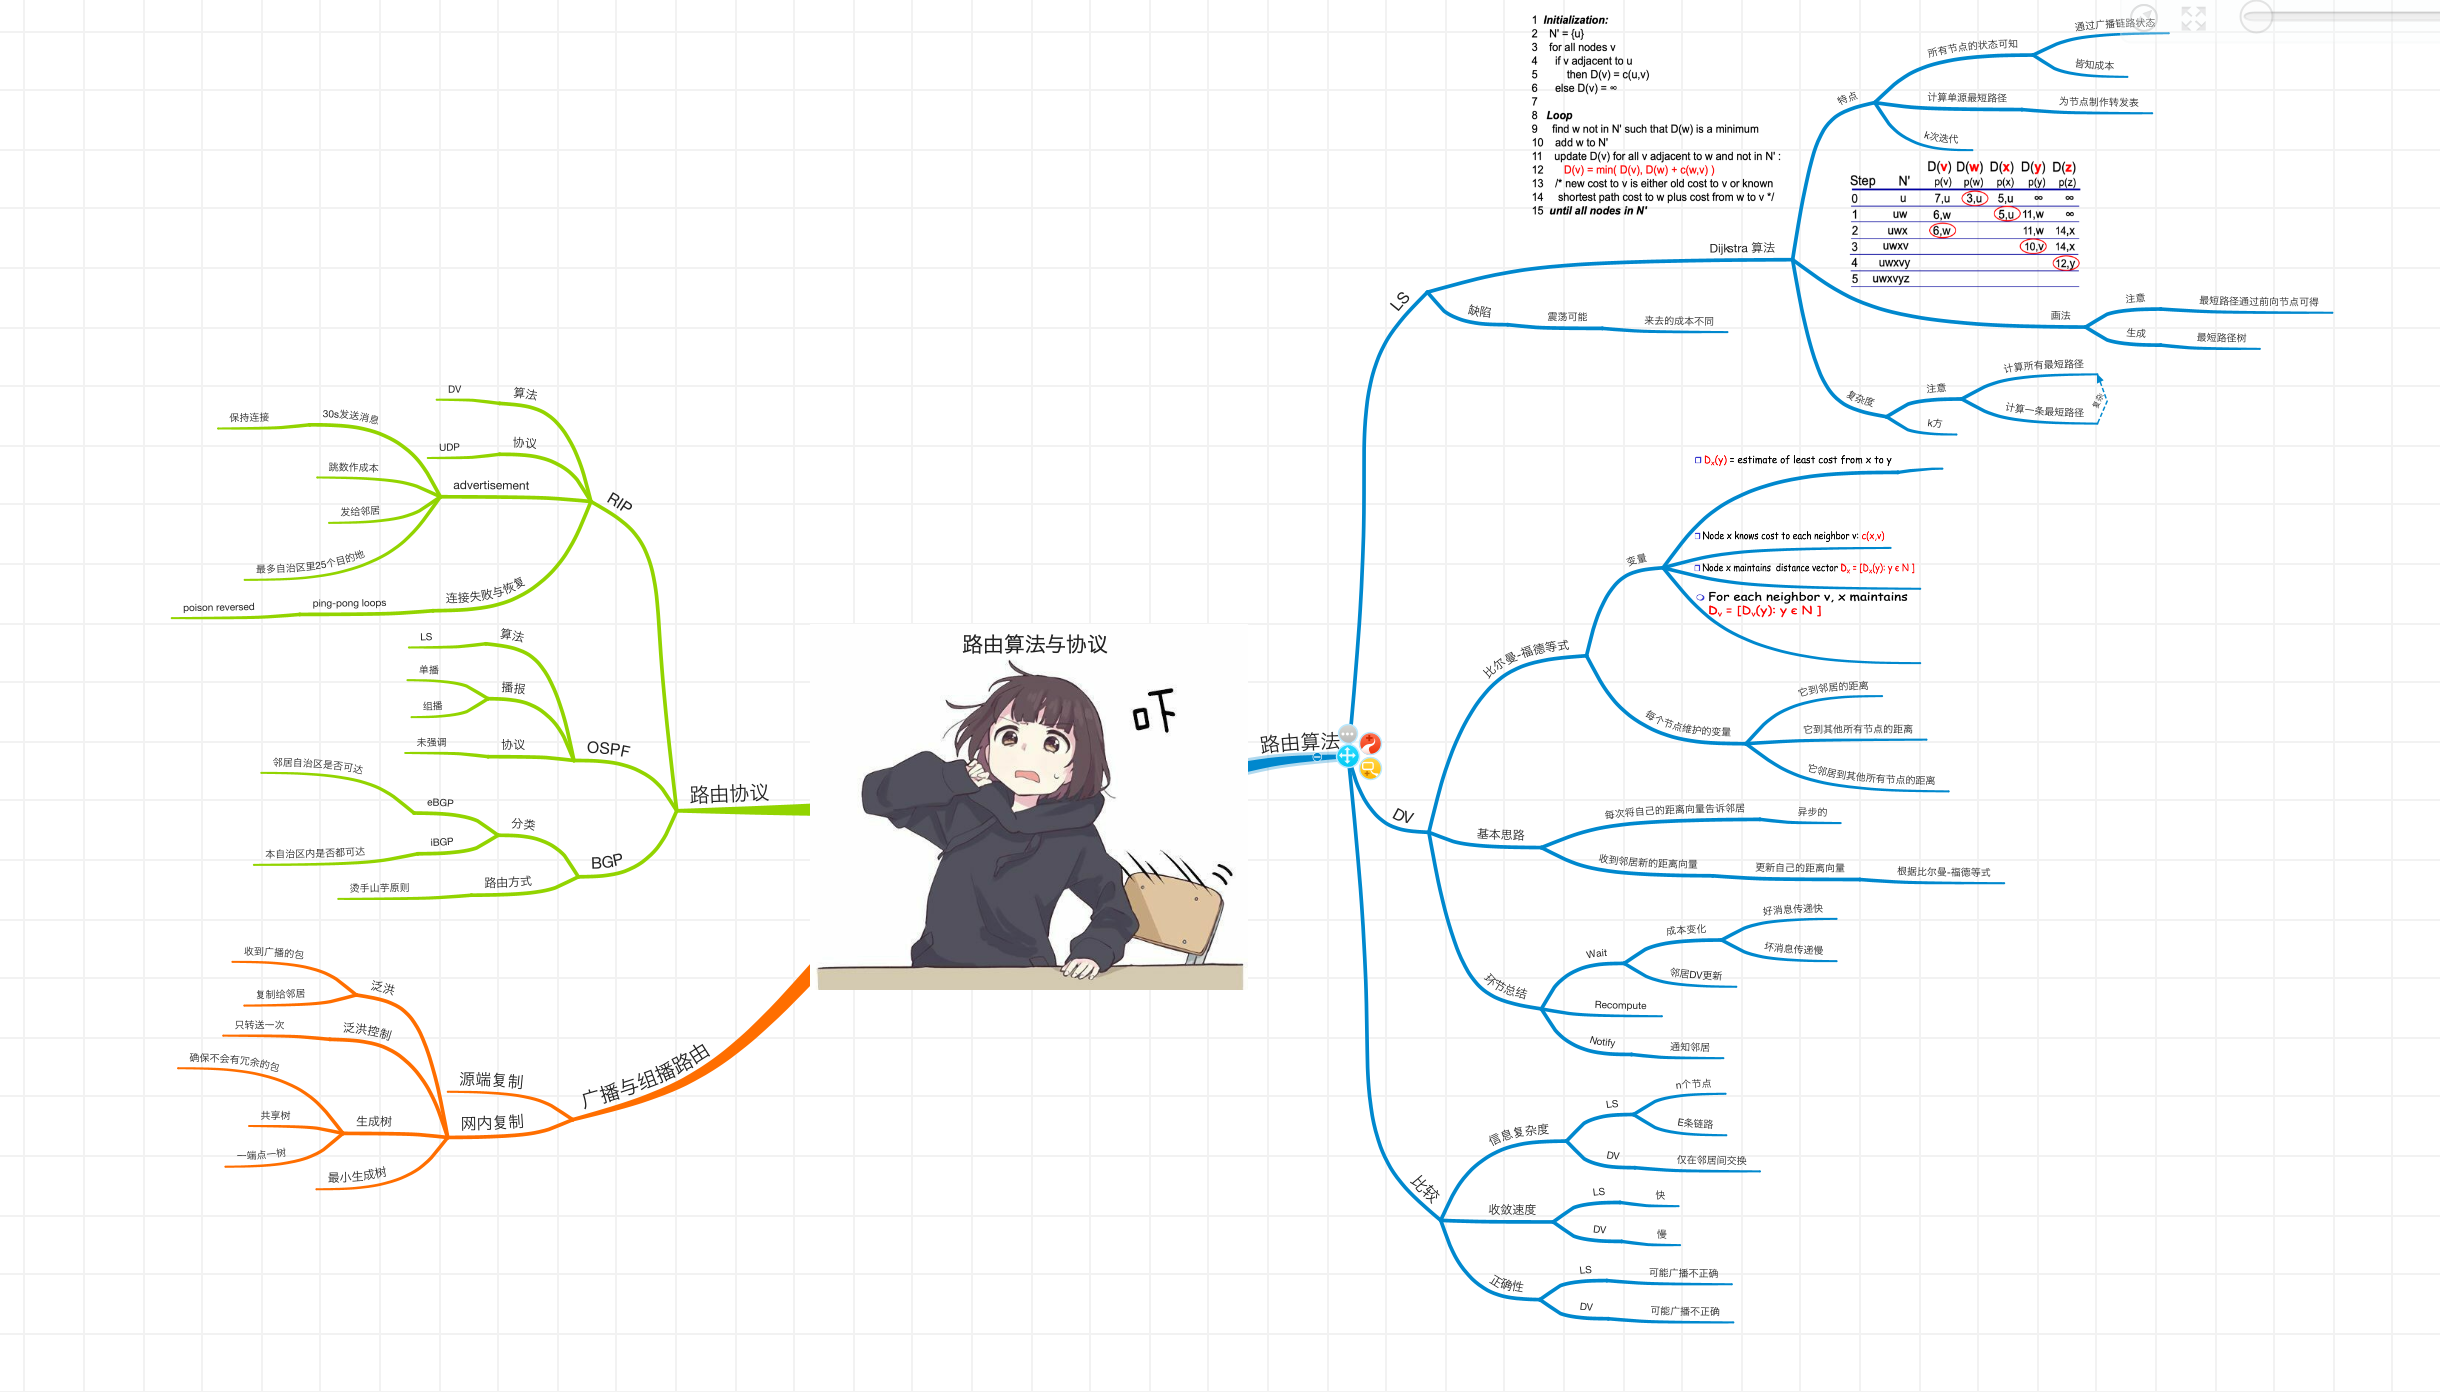 路由算法与协议
吓
路由算法
LS
Dijkstra 算法
1 Initialization:
2 N' = {u}
3 for all nodes v
4 if v adjacent to u
5 then D(v) = c(u,v)
6 else D(v) = ∞
7
8 Loop
9 find w not in N' such that D(w) is a minimum
10 add w to N'
11 update D(v) for all v adjacent to w and not in N' :
12 D(v) = min( D(v), D(w) + c(w,v) )
13 /* new cost to v is either old cost to v or known
14 shortest path cost to w plus cost from w to v */
15 until all nodes in N'
特点
所有节点的状态可知
通过广播链路状态
皆知成本
计算单源最短路径
为节点制作转发表
k次迭代
D(v) D(w) D(x) D(y) D(z)
Step N' p(v) p(w) p(x) p(y) p(z)
0 u 7,u 3,u 5,u ∞ ∞
1 uw 6,w 5,u 11,w ∞
2 uwx 6,w 11,w 14,x
3 uwxv 10,v 14,x
4 uwxvy 12,y
5 uwxvyz
画法
注意
最短路径通过前向节点可得
生成
最短路径树
复杂度
注意
计算所有最短路径
计算一条最短路径
复杂
k方
缺陷
震荡可能
来去的成本不同
DV
比尔曼-福德等式
变量
Dx(y) = estimate of least cost from x to y
Node x knows cost to each neighbor v: c(x,v)
Node x maintains distance vector Dx = [Dx(y): y є N ]
For each neighbor v, x maintains
Dv = [Dv(y): y є N ]
每个节点维护的变量
它到邻居的距离
它到其他所有节点的距离
它邻居到其他所有节点的距离
基本思路
每次将自己的距离向量告诉邻居
异步的
收到邻居新的距离向量
更新自己的距离向量
根据比尔曼-福德等式
环节总结
Wait
成本变化
好消息传递快
坏消息传递慢
邻居DV更新
Recompute
Notify
通知邻居
比较
信息复杂度
LS
n个节点
E条链路
DV
仅在邻居间交换
收敛速度
LS
快
DV
慢
正确性
LS
可能广播不正确
DV
可能广播不正确
路由协议
RIP
算法
DV
协议
UDP
advertisement
30s发送消息
保持连接
跳数作成本
发给邻居
最多自治区里25个目的地
连接失败与恢复
ping-pong loops
poison reversed
OSPF
算法
LS
播报
单播
组播
协议
未强调
BGP
分类
eBGP
邻居自治区是否可达
iBGP
本自治区内是否都可达
路由方式
烫手山芋原则
广播与组播路由
源端复制
网内复制
泛洪
收到广播的包
复制给邻居
泛洪控制
只转送一次
生成树
确保不会有冗余的包
共享树
一端点一树
最小生成树